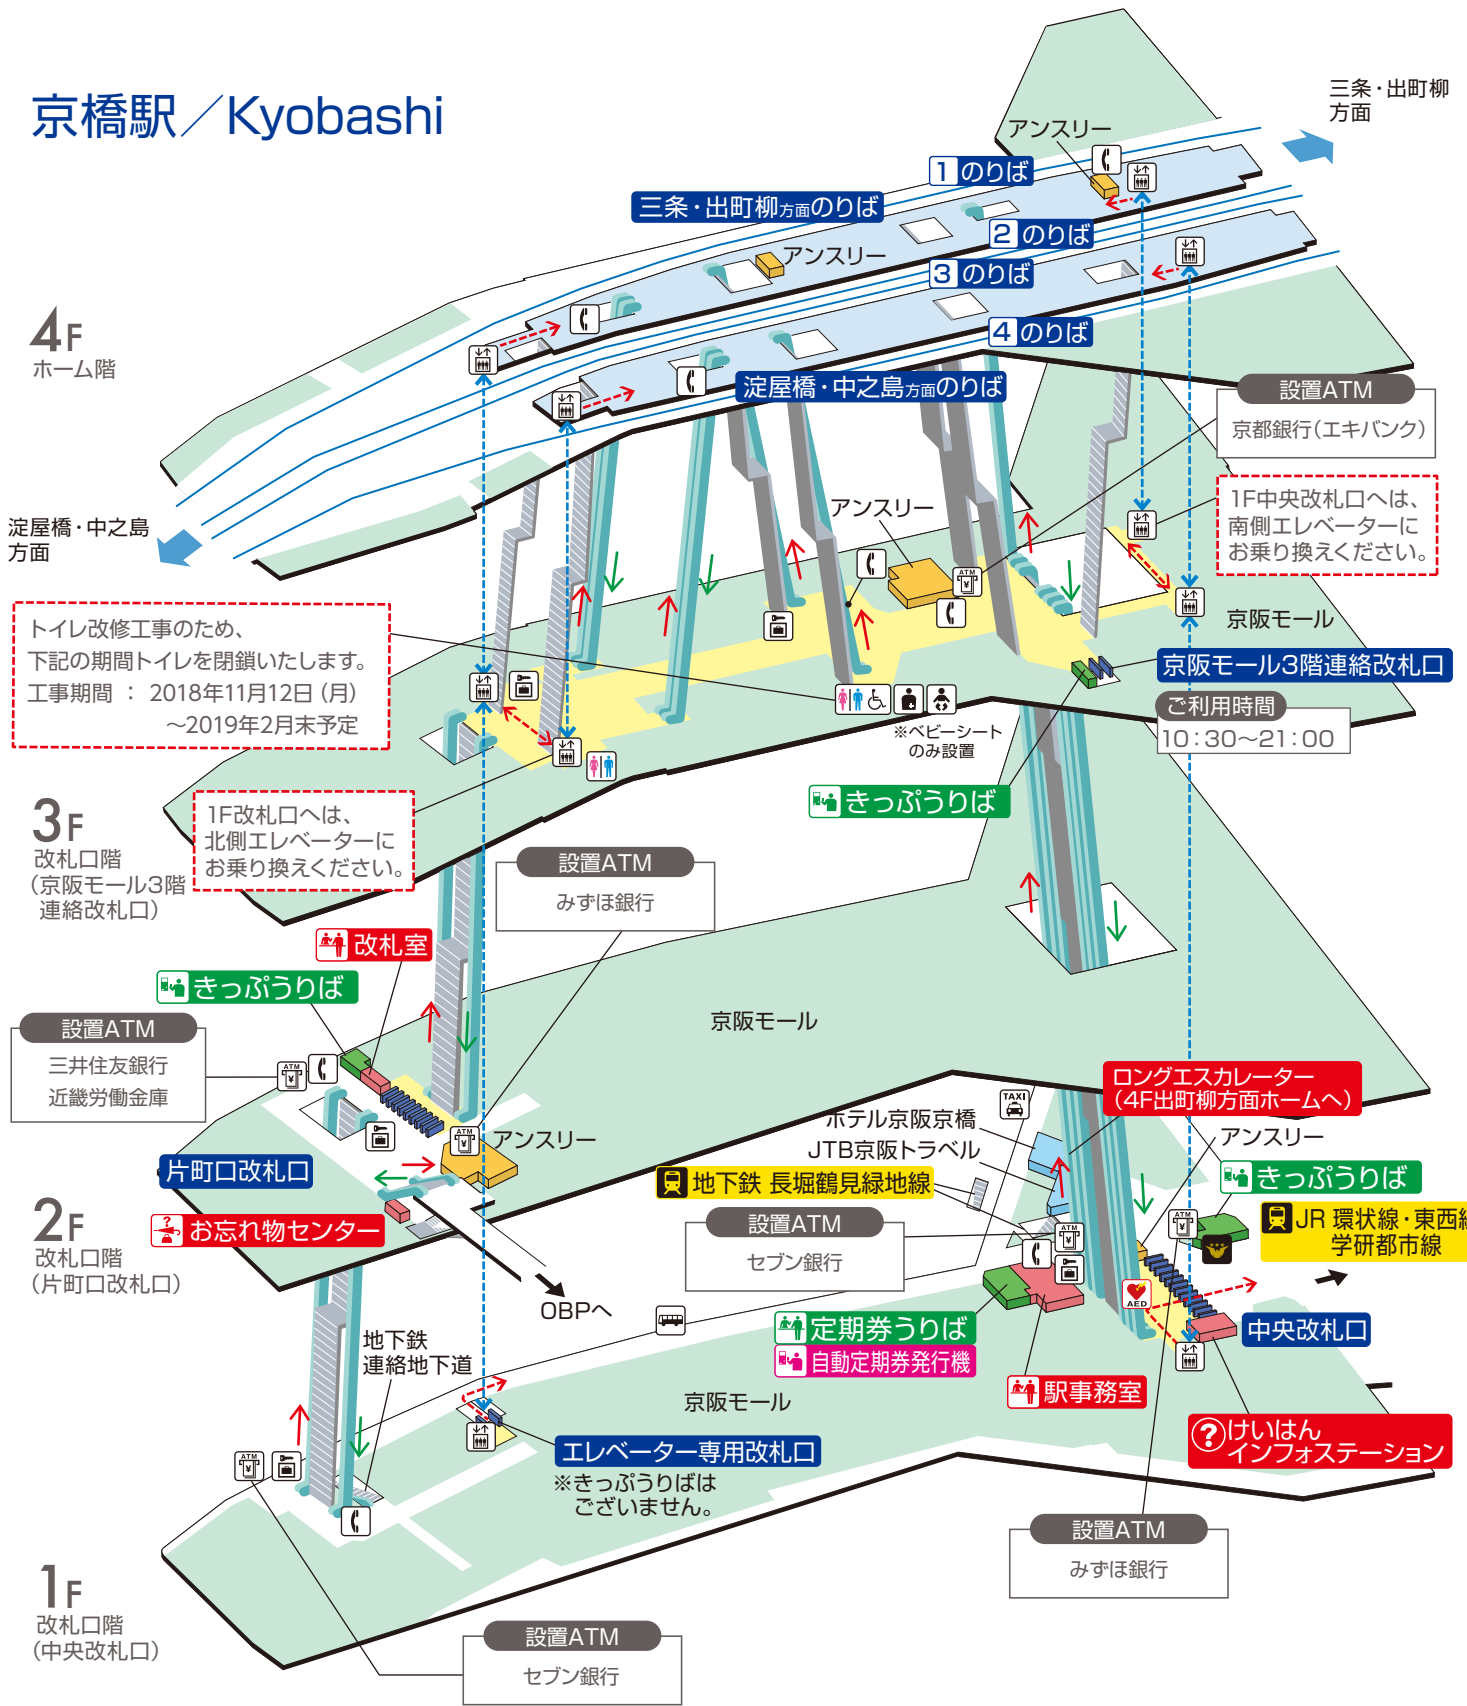 京橋駅／Kyobashi
三条・出町柳
方面
アンスリー
1 のりば
三条・出町柳方面のりば
2 のりば
アンスリー
3 のりば
4 のりば
淀屋橋・中之島方面のりば
4F
ホーム階
設置ATM
京都銀行（エキバンク）
淀屋橋・中之島
方面
アンスリー
ATM
1F中央改札口へは、
南側エレベーターに
お乗り換えください。
トイレ改修工事のため、
下記の期間トイレを閉鎖いたします。
工事期間 ： 2018年11月12日（月）
～2019年2月末予定
京阪モール
京阪モール3階連絡改札口
ご利用時間
10：30～21：00
※ベビーシート
のみ設置
きっぷうりば
3F
改札口階
（京阪モール3階
連絡改札口）
1F改札口へは、
北側エレベーターに
お乗り換えください。
設置ATM
みずほ銀行
改札室
きっぷうりば
設置ATM
三井住友銀行
近畿労働金庫
ATM
京阪モール
ATM
アンスリー
片町口改札口
お忘れ物センター
2F
改札口階
（片町口改札口）
OBPへ
TAXI
ロングエスカレーター
（4F出町柳方面ホームへ）
ホテル京阪京橋
JTB京阪トラベル
アンスリー
地下鉄 長堀鶴見緑地線
きっぷうりば
設置ATM
セブン銀行
ATM
ATM
JR 環状線・東西線
学研都市線
AED
定期券うりば
自動定期券発行機
中央改札口
駅事務室
けいはん
インフォステーション
地下鉄
連絡地下道
京阪モール
エレベーター専用改札口
※きっぷうりばは
ございません。
ATM
設置ATM
みずほ銀行
1F
改札口階
（中央改札口）
設置ATM
セブン銀行